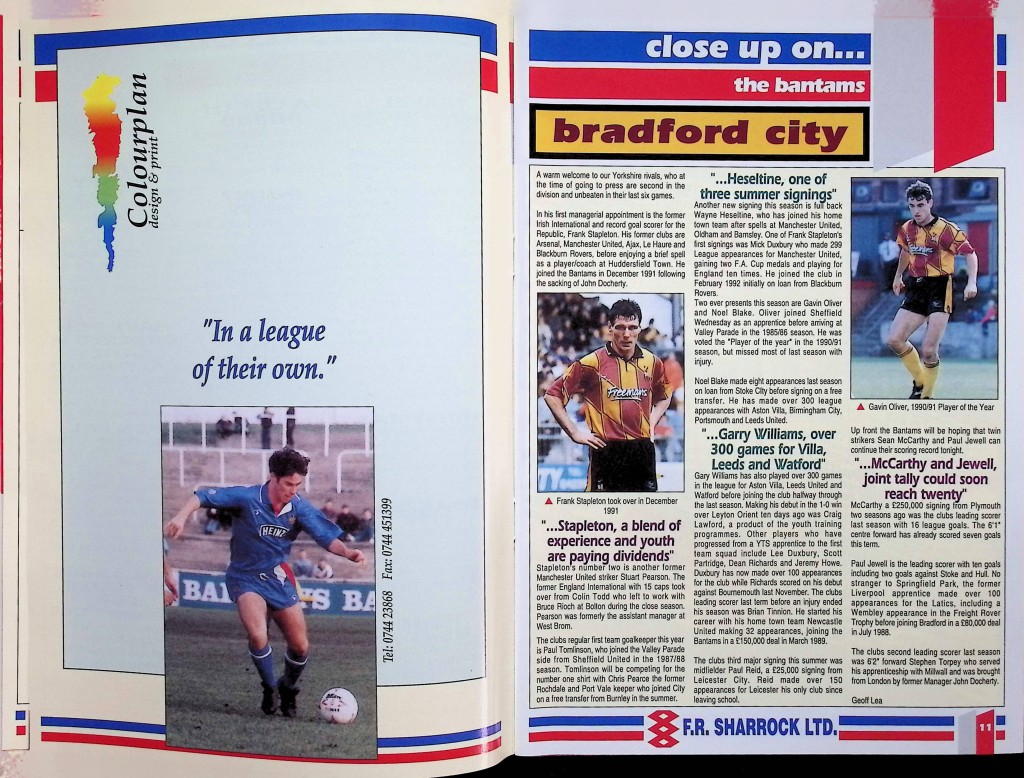 Colourplan
design & print
"In a league
of their own."
HEINZ
BA
YS BA
Tel: 0744 23868 Fax: 0744 451399
close up on...
the bantams
bradford city
A warm welcome to our Yorkshire rivals, who at
the time of going to press are second in the
division and unbeaten in their last six games.
In his first managerial appointment is the former
Irish International and record goal scorer for the
Republic, Frank Stapleton. His former clubs are
Arsenal, Manchester United, Ajax, Le Haure and
Blackburn Rovers, before enjoying a brief spell
as a player/coach at Huddersfield Town. He
joined the Bantams in December 1991 following
the sacking of John Docherty.
Freemans
Frank Stapleton took over in December
1991
"...Stapleton, a blend of
experience and youth
are paying dividends"
Stapleton's number two is another former
Manchester United striker Stuart Pearson. The
former England International with 15 caps took
over from Colin Todd who left to work with
Bruce Rioch at Bolton during the close season.
Pearson was formerly the assistant manager at
West Brom.
The clubs regular first team goalkeeper this year
is Paul Tomlinson, who joined the Valley Parade
side from Sheffield United in the 1987/88
season. Tomlinson will be competing for the
number one shirt with Chris Pearce the former
Rochdale and Port Vale keeper who joined City
on a free transfer from Burnley in the summer.
"...Heseltine, one of
three summer signings"
Another new signing this season is full back
Wayne Heseltine, who has joined his home
town team after spells at Manchester United,
Oldham and Barnsley. One of Frank Stapleton's
first signings was Mick Duxbury who made 299
League appearances for Manchester United,
gaining two F.A. Cup medals and playing for
England ten times. He joined the club in
February 1992 initially on loan from Blackburn
Rovers.
Two ever presents this season are Gavin Oliver
and Noel Blake. Oliver joined Sheffield
Wednesday as an apprentice before arriving at
Valley Parade in the 1985/86 season. He was
voted the "Player of the year" in the 1990/91
season, but missed most of last season with
injury.
Noel Blake made eight appearances last season
on loan from Stoke City before signing on a free
transfer. He has made over 300 league
appearances with Aston Villa, Birmingham City,
Portsmouth and Leeds United.
"...Garry Williams, over
300 games for Villa,
Leeds and Watford"
Gary Williams has also played over 300 games
in the league for Aston Villa, Leeds United and
Watford before joining the club halfway through
the last season. Making his debut in the 1-0 win
over Leyton Orient ten days ago was Craig
Lawford, a product of the youth training
programmes. Other players who have
progressed from a YTS apprentice to the first
team squad include Lee Duxbury, Scott
Partridge, Dean Richards and Jeremy Howe.
Duxbury has now made over 100 appearances
for the club while Richards scored on his debut
against Bournemouth last November. The clubs
leading scorer last term before an injury ended
his season was Brian Tinnion. He started his
career with his home town team Newcastle
United making 32 appearances, joining the
Bantams in a £150,000 deal in March 1989.
The clubs third major signing this summer was
midfielder Paul Reid, a £25,000 signing from
Leicester City. Reid made over 150
appearances for Leicester his only club since
leaving school.
Gavin Oliver, 1990/91 Player of the Year
Up front the Bantams will be hoping that twin
strikers Sean McCarthy and Paul Jewell can
continue their scoring record tonight.
"...McCarthy and Jewell,
joint tally could soon
reach twenty"
McCarthy a £250,000 signing from Plymouth
two seasons ago was the clubs leading scorer
last season with 16 league goals. The 6'1"
centre forward has already scored seven goals
this term.
Paul Jewell is the leading scorer with ten goals
including two goals against Stoke and Hull. No
stranger to Springfield Park, the former
Liverpool apprentice made over 100
appearances for the Latics, including a
Wembley appearance in the Freight Rover
Trophy before joining Bradford in a £80,000 deal
in July 1988.
The clubs second leading scorer last season
was 6'2" forward Stephen Torpey who served
his apprenticeship with Millwall and was brought
from London by former Manager John Docherty.
Geoff Lea
F.R. SHARROCK LTD.
11